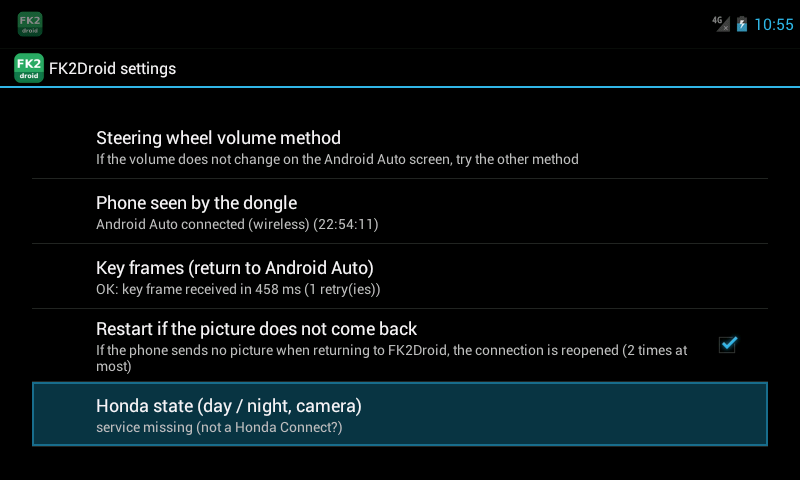 FK2
droid
4G
10:55
FK2
droid
FK2Droid settings
Steering wheel volume method
If the volume does not change on the Android Auto screen, try the other method
Phone seen by the dongle
Android Auto connected (wireless) (22:54:11)
Key frames (return to Android Auto)
OK: key frame received in 458 ms (1 retry(ies))
Restart if the picture does not come back
If the phone sends no picture when returning to FK2Droid, the connection is reopened (2 times at
most)
Honda state (day / night, camera)
service missing (not a Honda Connect?)